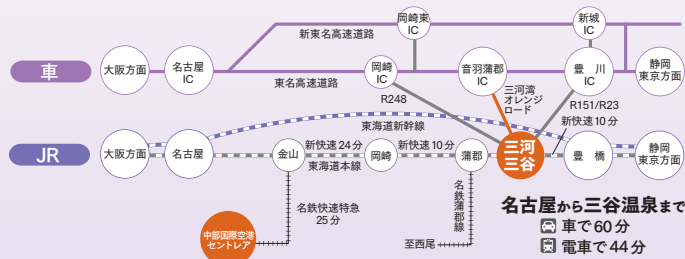 岡崎東
IC
新城
IC
新東名高速道路
車
大阪方面
名古屋
IC
東名高速道路
岡崎
IC
音羽蒲郡
IC
豊川
IC
静岡
東京方面
R248
三河湾
オレンジ
ロード
R151/R23
新快速10分
東海道新幹線
JR
大阪方面
名古屋
金山
新快速24分
東海道本線
岡崎
新快速10分
蒲郡
三河
三谷
豊橋
静岡
東京方面
名鉄快速特急
25分
名鉄蒲郡線
中部国際空港
セントレア
至西尾
名古屋から三谷温泉まで
車で60分
電車で44分